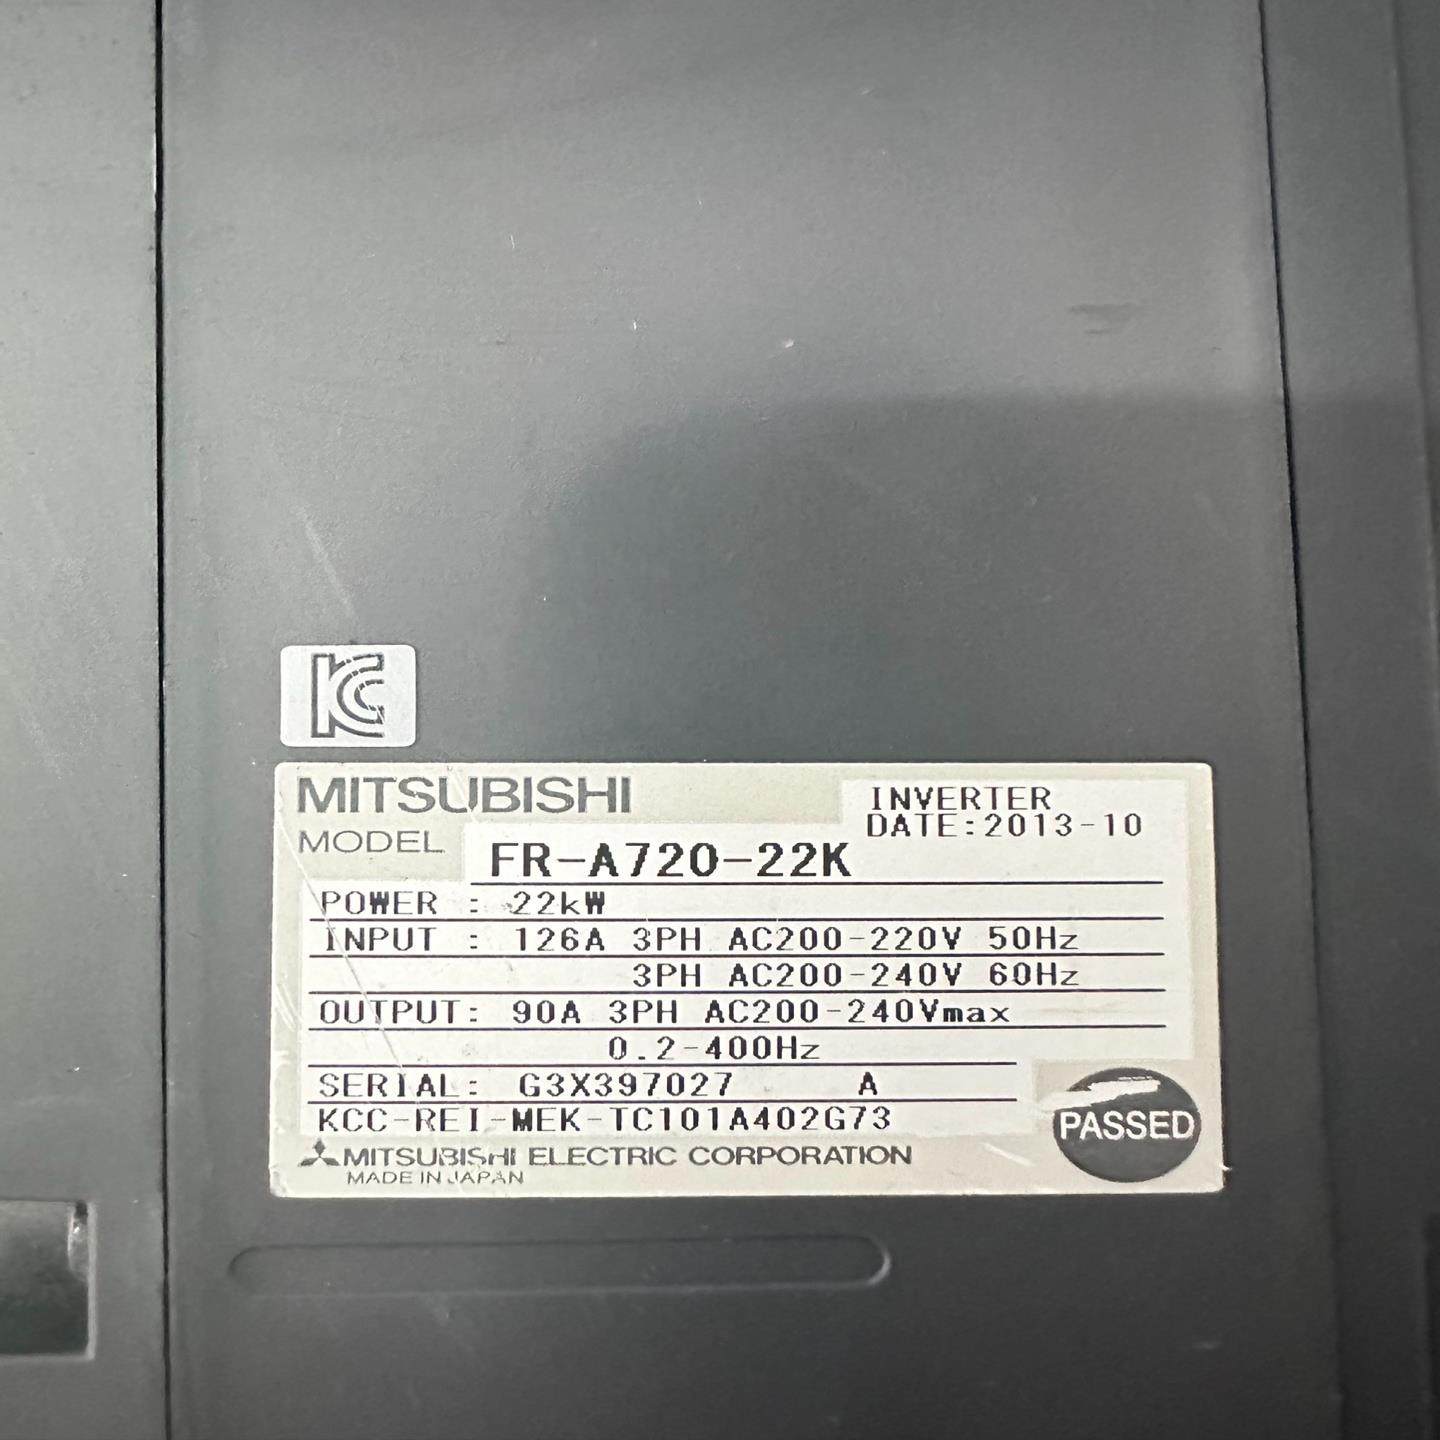 KC
MITSUBISHI
INVERTER
DATE:2013-10
MODEL FR-A720-22K
POWER : 22kW
INPUT : 126A 3PH AC200-220V 50Hz
3PH AC200-240V 60Hz
OUTPUT: 90A 3PH AC200-240Vmax
0.2-400Hz
SERIAL: G3X397027 A
KCC-REI-MEK-TC101A402G73
PASSED
MITSUBISHI ELECTRIC CORPORATION
MADE IN JAPAN